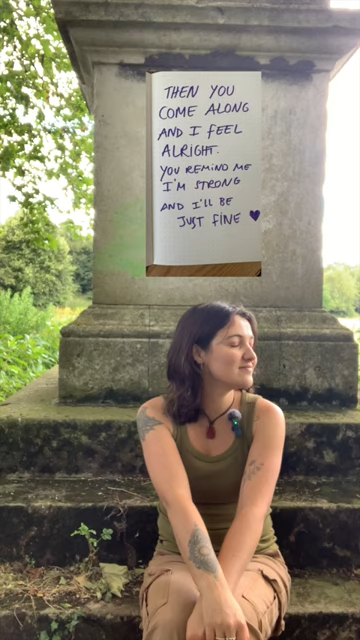 THEN YOU
COME ALONG
AND I FEEL
ALRIGHT.
YOU REMIND ME
I'M STRONG
AND I'LL BE
JUST FINE ♥